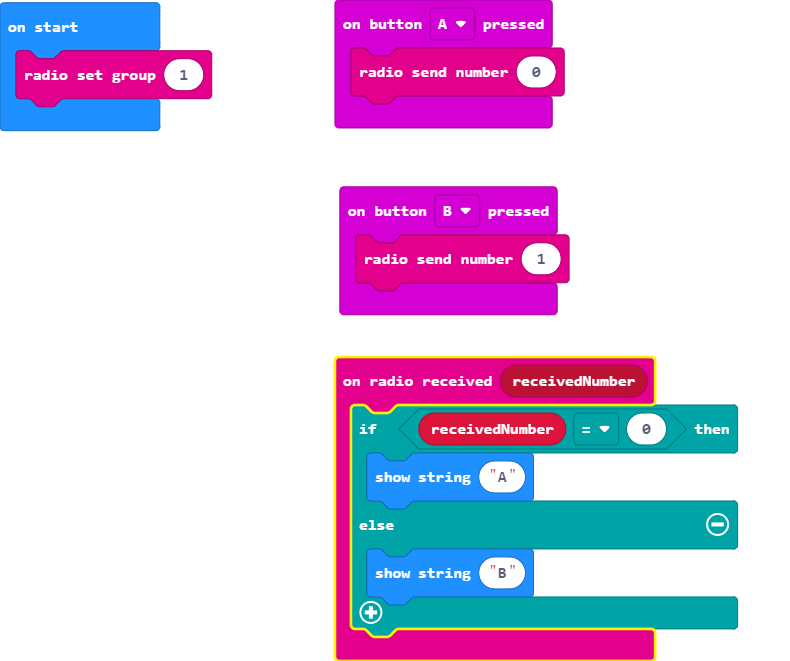 on start
radio set group 1
on button A pressed
radio send number 0
on button B pressed
radio send number 1
on radio received receivedNumber
if receivedNumber = 0 then
show string "A"
else
show string "B"